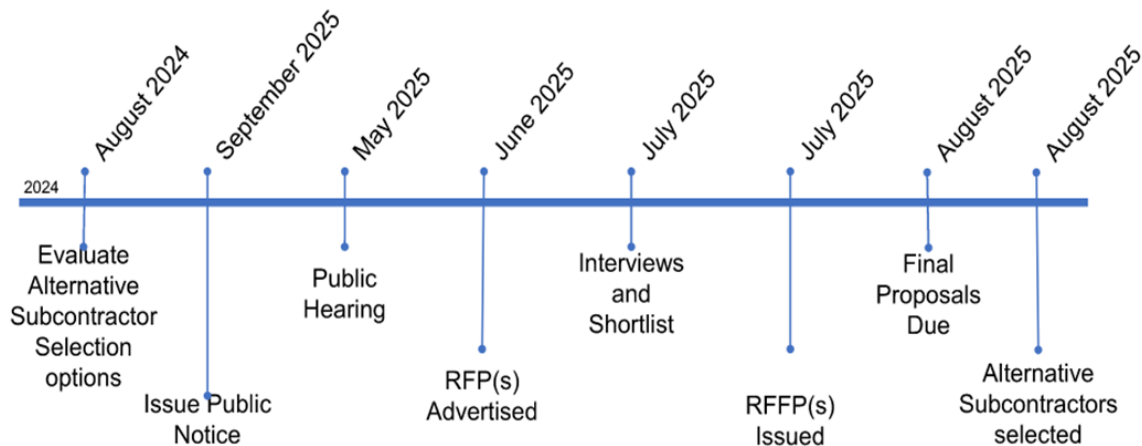 August 2024
September 2025
May 2025
June 2025
July 2025
July 2025
August 2025
August 2025
2024
Evaluate
Alternative
Subcontractor
Selection
options
Issue Public
Notice
Public
Hearing
RFP(s)
Advertised
Interviews
and
Shortlist
RFFP(s)
Issued
Final
Proposals
Due
Alternative
Subcontractors
selected